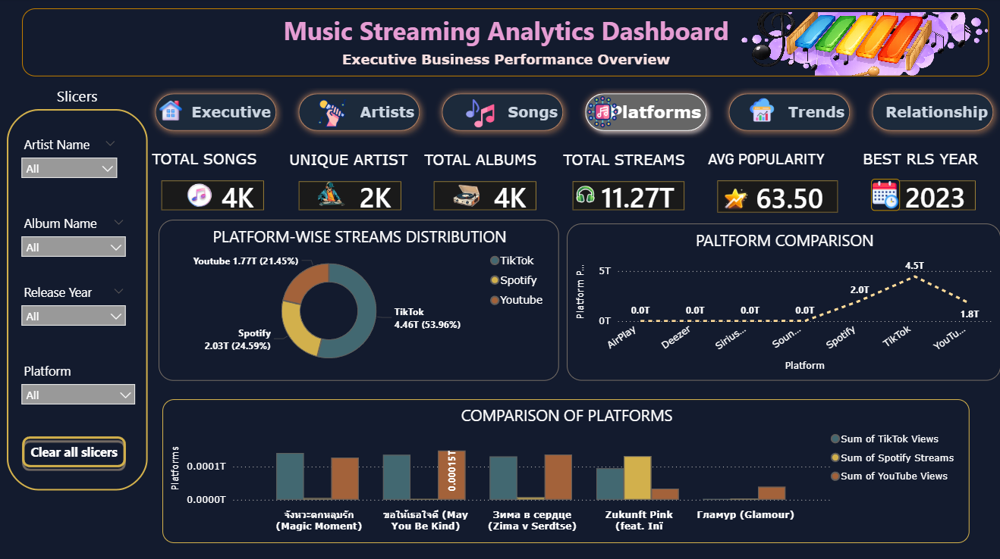 Music Streaming Analytics Dashboard
Executive Business Performance Overview
Slicers
Executive
Artists
Songs
Platforms
Trends
Relationship
Artist Name
All
Album Name
All
Release Year
All
Platform
All
Clear all slicers
TOTAL SONGS
4K
UNIQUE ARTIST
2K
TOTAL ALBUMS
4K
TOTAL STREAMS
11.27T
AVG POPULARITY
63.50
BEST RLS YEAR
2023
PLATFORM-WISE STREAMS DISTRIBUTION
Youtube 1.77T (21.45%)
TikTok
4.46T (53.96%)
Spotify
2.03T (24.59%)
TikTok
Spotify
Youtube
PALTFORM COMPARISON
Platform P...
5T
0T
0.0T
0.0T
0.0T
0.0T
2.0T
4.5T
1.8T
AirPlay
Deezer
Sirius...
Soun...
Spotify
TikTok
YouTu...
Platform
COMPARISON OF PLATFORMS
Platforms
0.0001T
0.0000T
0.00015T
จังหวะตกหลุมรัก
(Magic Moment)
ขอให้เธอใจดี (May
You Be Kind)
Зима в сердце
(Zima v Serdtse)
Zukunft Pink
(feat. Inï
Гламур (Glamour)
Sum of TikTok Views
Sum of Spotify Streams
Sum of YouTube Views